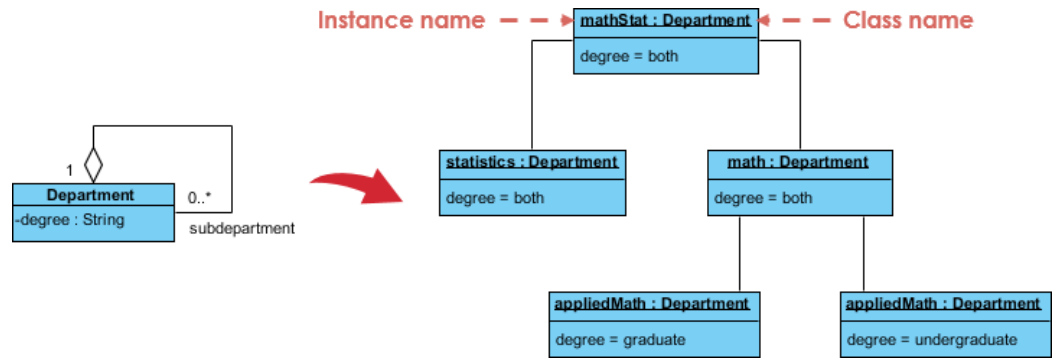 Instance name
mathStat : Department
Class name
degree = both
1
Department
-degree : String
0..*
subdepartment
statistics : Department
degree = both
math : Department
degree = both
appliedMath : Department
degree = graduate
appliedMath : Department
degree = undergraduate